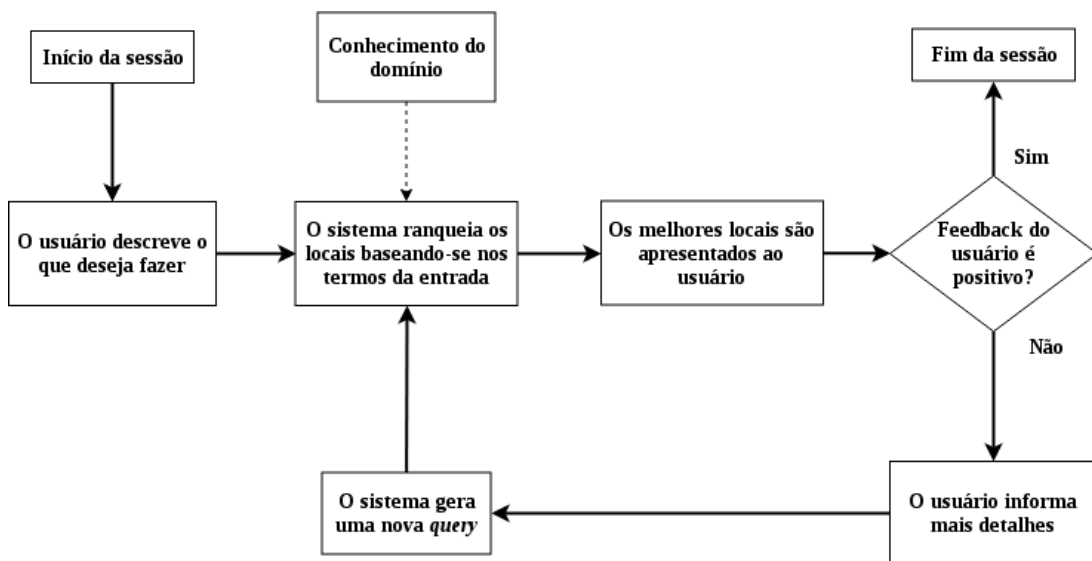 Início da sessão
Conhecimento do
domínio
Fim da sessão
Sim
O usuário descreve o
que deseja fazer
O sistema ranqueia os
locais baseando-se nos
termos da entrada
Os melhores locais são
apresentados ao
usuário
Feedback do
usuário é
positivo?
Não
O usuário informa
mais detalhes
O sistema gera
uma nova query